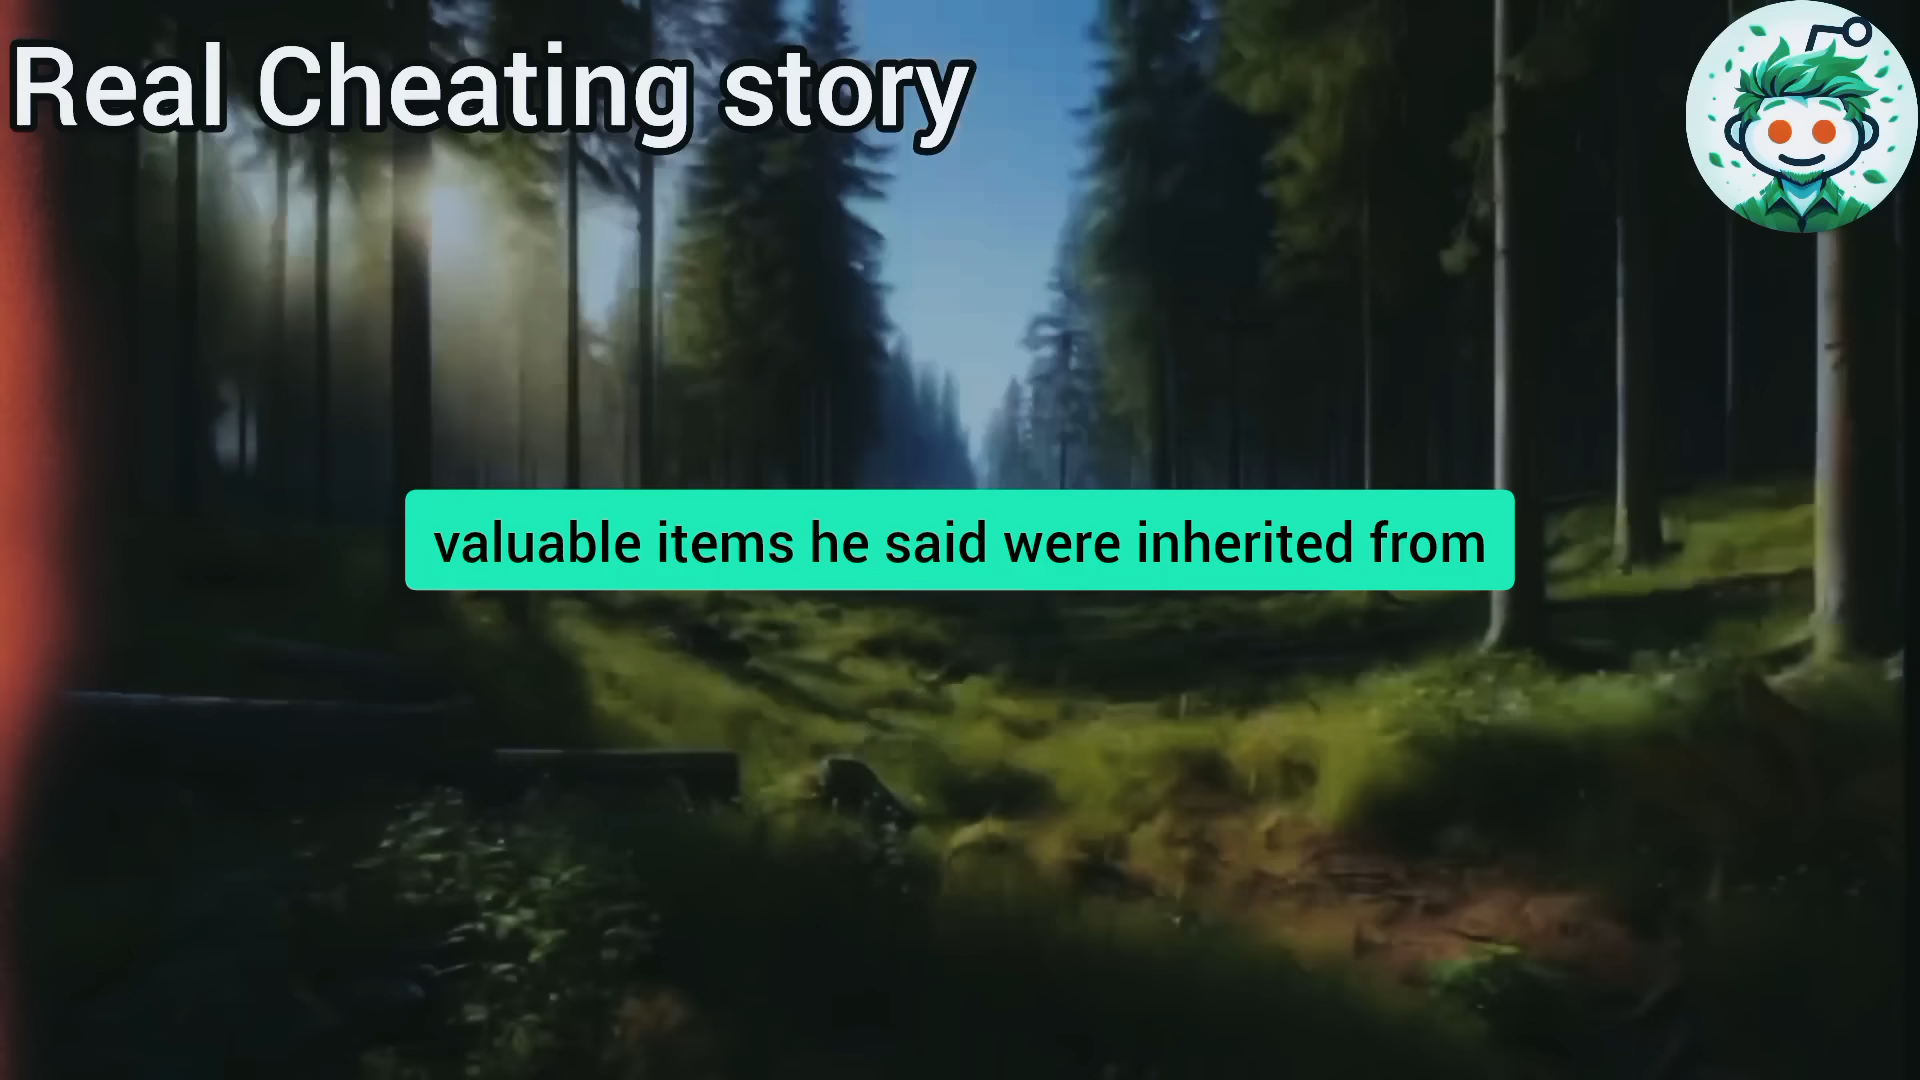 Real Cheating story
valuable items he said were inherited from